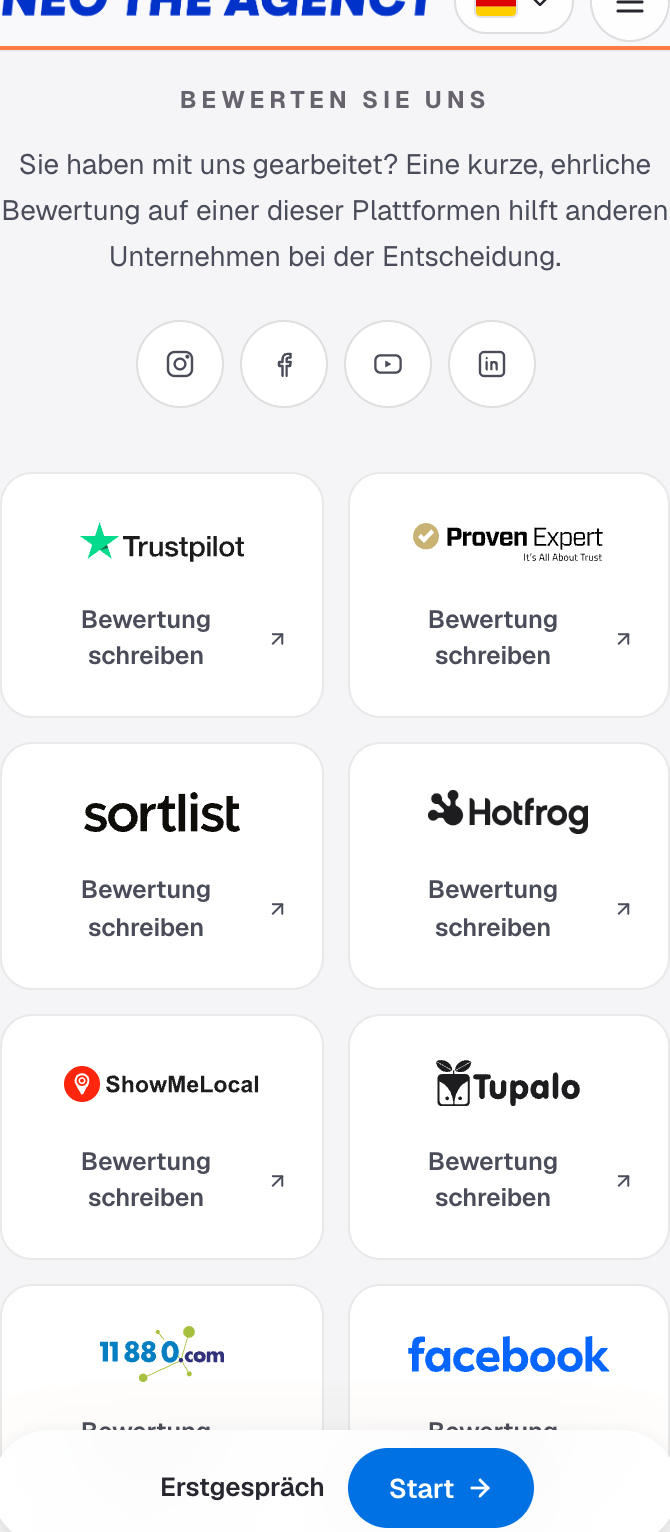 NEO THE AGENCY
BEWERTEN SIE UNS
Sie haben mit uns gearbeitet? Eine kurze, ehrliche
Bewertung auf einer dieser Plattformen hilft anderen
Unternehmen bei der Entscheidung.
Trustpilot
Bewertung
schreiben
Proven Expert
It's All About Trust
Bewertung
schreiben
sortlist
Bewertung
schreiben
Hotfrog
Bewertung
schreiben
ShowMeLocal
Bewertung
schreiben
Tupalo
Bewertung
schreiben
11880.com
Bewertung
facebook
Bewertung
Erstgespräch
Start